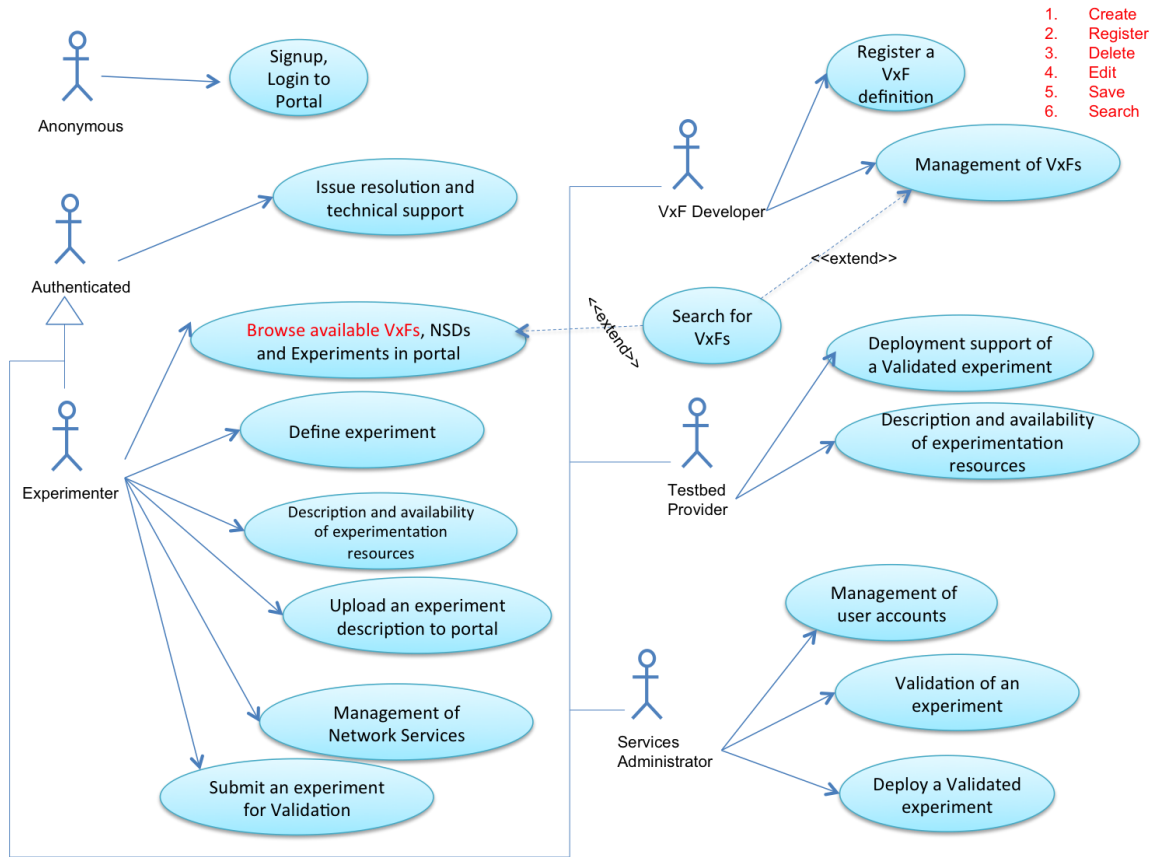 1. Create
2. Register
3. Delete
4. Edit
5. Save
6. Search
Signup,
Login to
Portal
Anonymous
Issue resolution and
technical support
Authenticated
Browse available VxFs, NSDs
and Experiments in portal
Define experiment
Experimenter
Description and availability
of experimentation
resources
Upload an experiment
description to portal
Management of
Network Services
Submit an experiment
for Validation
Register a
VxF
definition
Management of VxFs
VxF Developer
<<extend>>
<<extend>>
Search for
VxFs
Deployment support of
a Validated experiment
Description and availability
of experimentation
resources
Testbed
Provider
Management of
user accounts
Validation of an
experiment
Services
Administrator
Deploy a Validated
experiment